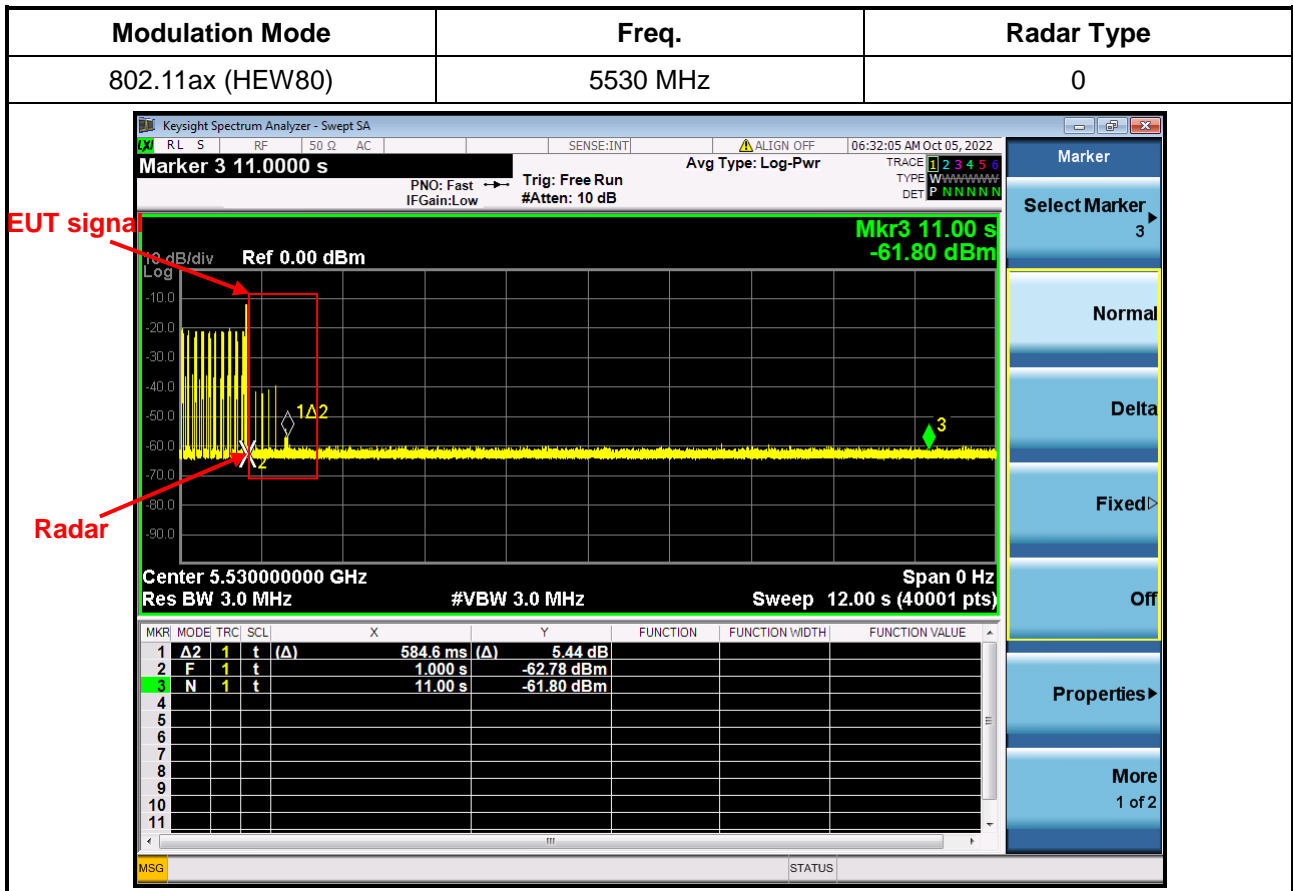 Modulation Mode Freq. Radar Type
802.11ax (HEW80) 5530 MHz 0
Keysight Spectrum Analyzer - Swept SA
LXI RL S RF 50 Ω AC SENSE:INT ALIGN OFF 06:32:05 AM Oct 05, 2022
Marker 3 11.0000 s Avg Type: Log-Pwr TRACE 1 2 3 4 5 6
PNO: Fast Trig: Free Run TYPE WWWWWW
IFGain:Low #Atten: 10 dB DET P N N N N N
Marker
Select Marker
3
EUT signal
Mkr3 11.00 s
10 dB/div Ref 0.00 dBm -61.80 dBm
Log
-10.0
-20.0
-30.0
-40.0
-50.0
-60.0
-70.0
-80.0
-90.0
1Δ2
3
2
Radar
Normal
Delta
Fixed
Off
Center 5.530000000 GHz Span 0 Hz
Res BW 3.0 MHz #VBW 3.0 MHz Sweep 12.00 s (40001 pts)
MKR MODE TRC SCL X Y FUNCTION FUNCTION WIDTH FUNCTION VALUE
1 Δ2 1 t (Δ) 584.6 ms (Δ) 5.44 dB
2 F 1 t 1.000 s -62.78 dBm
3 N 1 t 11.00 s -61.80 dBm
4
5
6
7
8
9
10
11
Properties
More
1 of 2
MSG STATUS